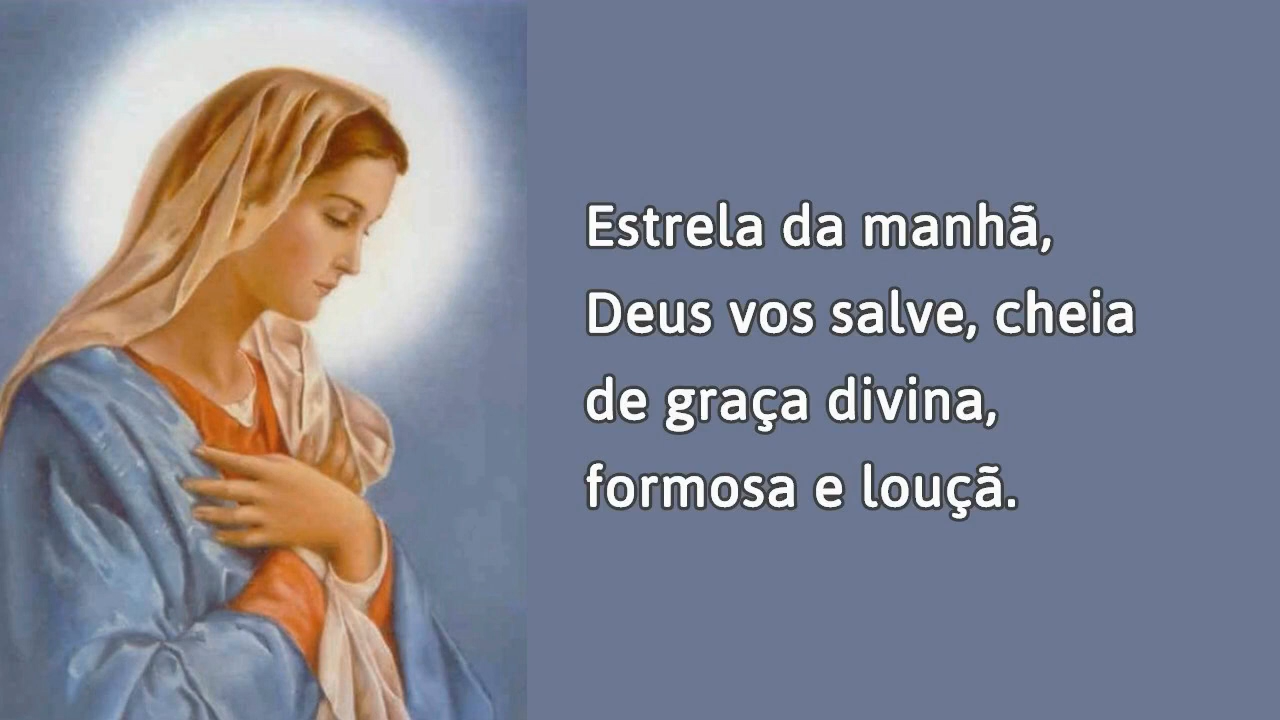 Estrela da manhã,
Deus vos salve, cheia
de graça divina,
formosa e louçã.